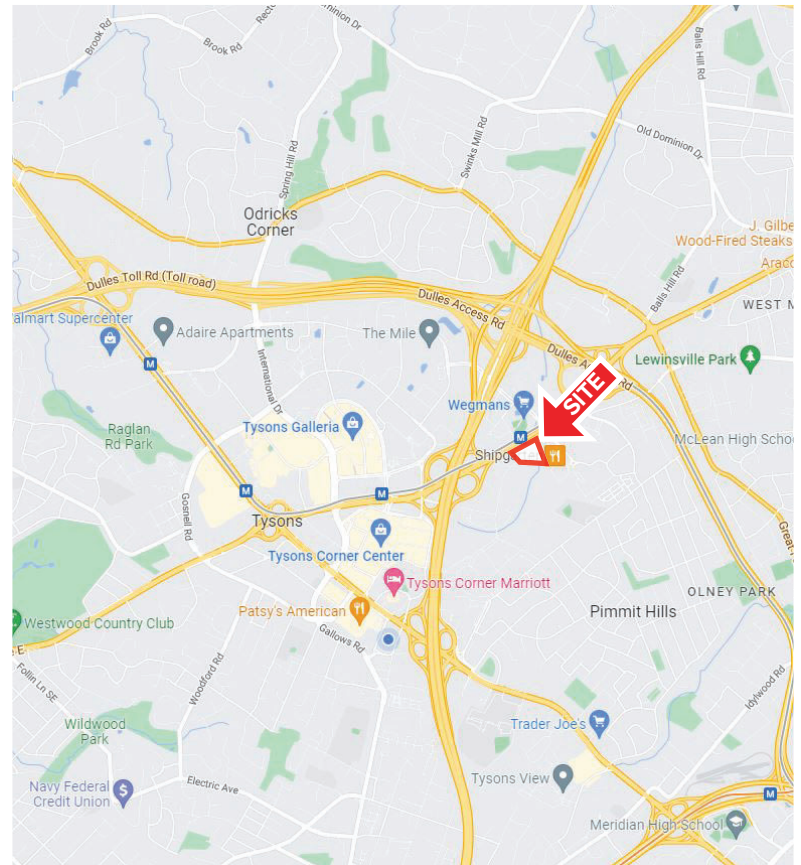 Brook Rd
Brook Rd
Dominion Dr
Balls Hill Rd
Old Dominion Dr
Swinks Mill Rd
Spring Hill Rd
Odricks
Corner
J. Gilbe
Wood-Fired Steaks
Balls Hill Rd
Dulles Toll Rd (Toll road)
Dulles Access Rd
WEST M
almart Supercenter
Adaire Apartments
The Mile
Lewinsville Park
International Dr
SITE
Wegmans
Raglan
Rd Park
Tysons Galleria
McLean High Schoo
Shipg
Gosnell Rd
Tysons
Tysons Corner Center
Tysons Corner Marriott
OLNEY PARK
Patsy's American
Pimmit Hills
Westwood Country Club
Gallows Rd
Follin Ln SE
Woodford Rd
Idylwood Rd
Wildwood
Park
Trader Joe's
Electric Ave
Tysons View
Navy Federal
Credit Union
Meridian High School
M
M
M
M
M